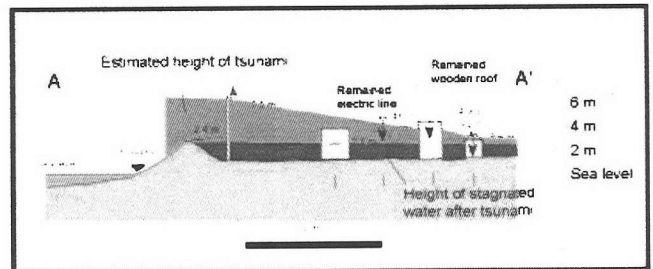 Estimated height of tsunami
A
Remained
wooden roof
A'
Remained
electric line
6 m
4 m
2 m
Sea level
Height of stagnated
water after tsunami